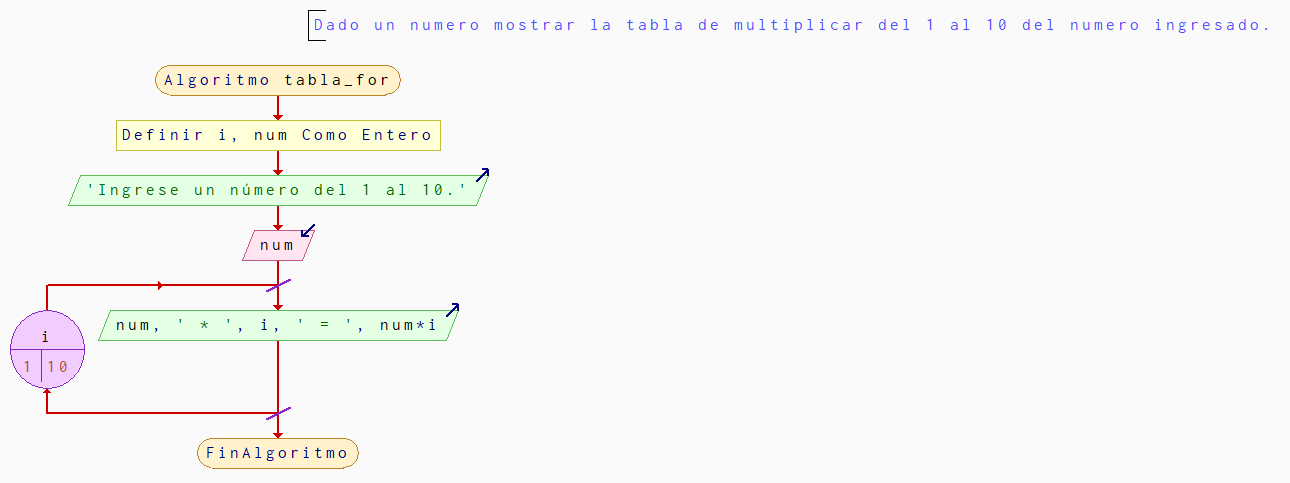 Dado un numero mostrar la tabla de multiplicar del 1 al 10 del numero ingresado.
Algoritmo tabla_for
Definir i, num Como Entero
'Ingrese un número del 1 al 10.'
num
num, ' * ', i, ' = ', num*i
i
1 10
FinAlgoritmo